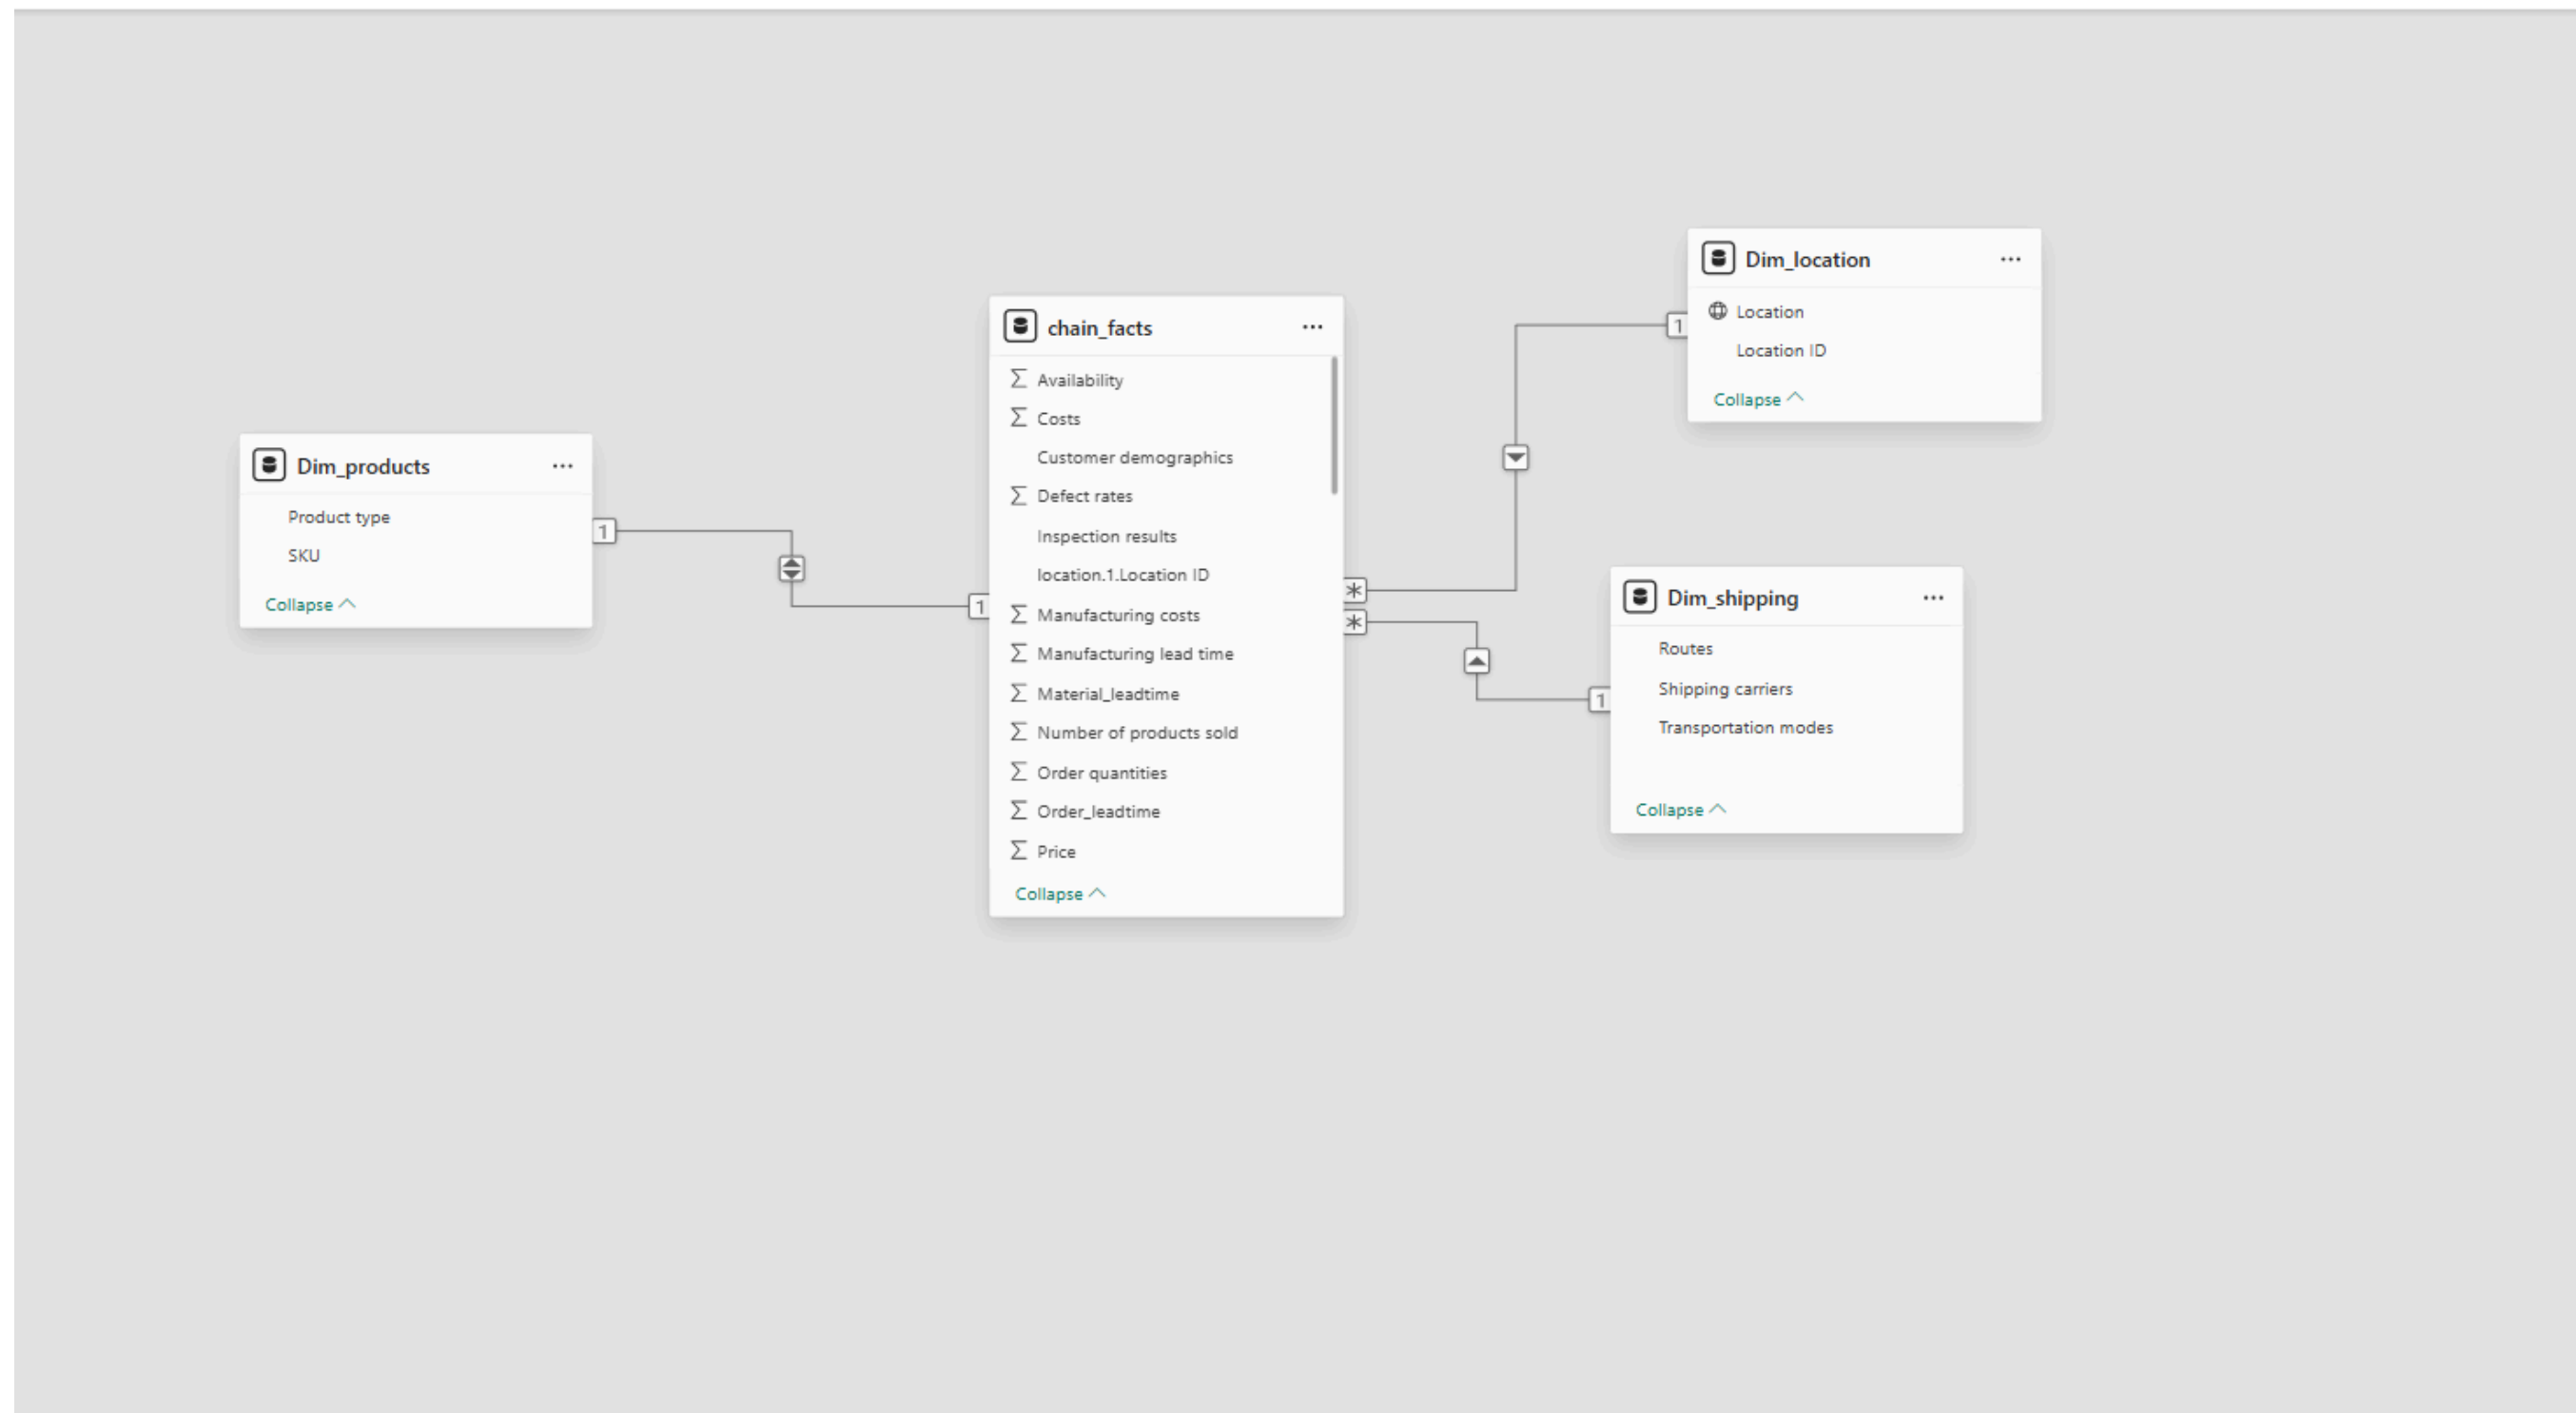 Dim_products
Product type
SKU
Collapse
1
1
chain_facts
Availability
Costs
Customer demographics
Defect rates
Inspection results
location.1.Location ID
Manufacturing costs
Manufacturing lead time
Material_leadtime
Number of products sold
Order quantities
Order_leadtime
Price
Collapse
*
*
1
Dim_location
Location
Location ID
Collapse
1
Dim_shipping
Routes
Shipping carriers
Transportation modes
Collapse